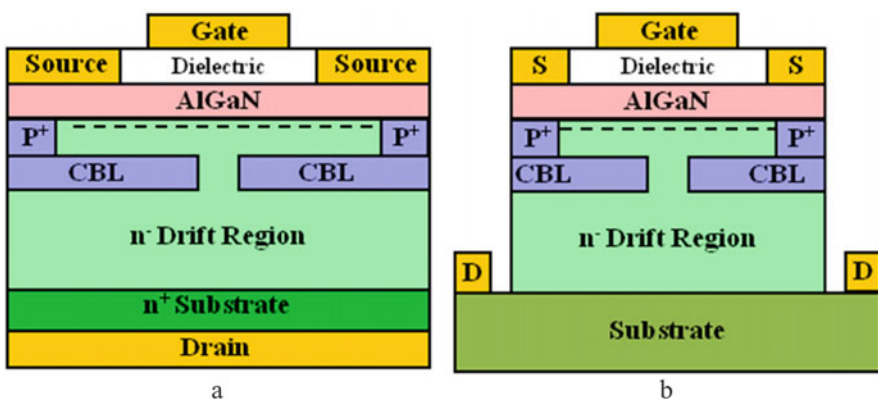 Gate
Source Dielectric Source
AlGaN
P⁺ P⁺
CBL CBL
n⁻ Drift Region
n⁺ Substrate
Drain
a
Gate
S Dielectric S
AlGaN
P⁺ P⁺
CBL CBL
n⁻ Drift Region
D D
Substrate
b